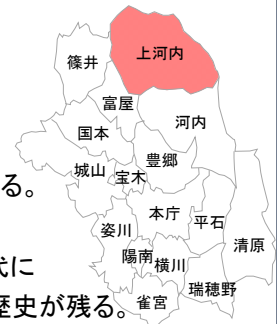 上河内
篠井
富屋
河内
国本
豊郷
城山
宝木
る。
本庁
平石
姿川
清原
陽南
横川
代に
瑞穂野
雀宮
歴史が残る。